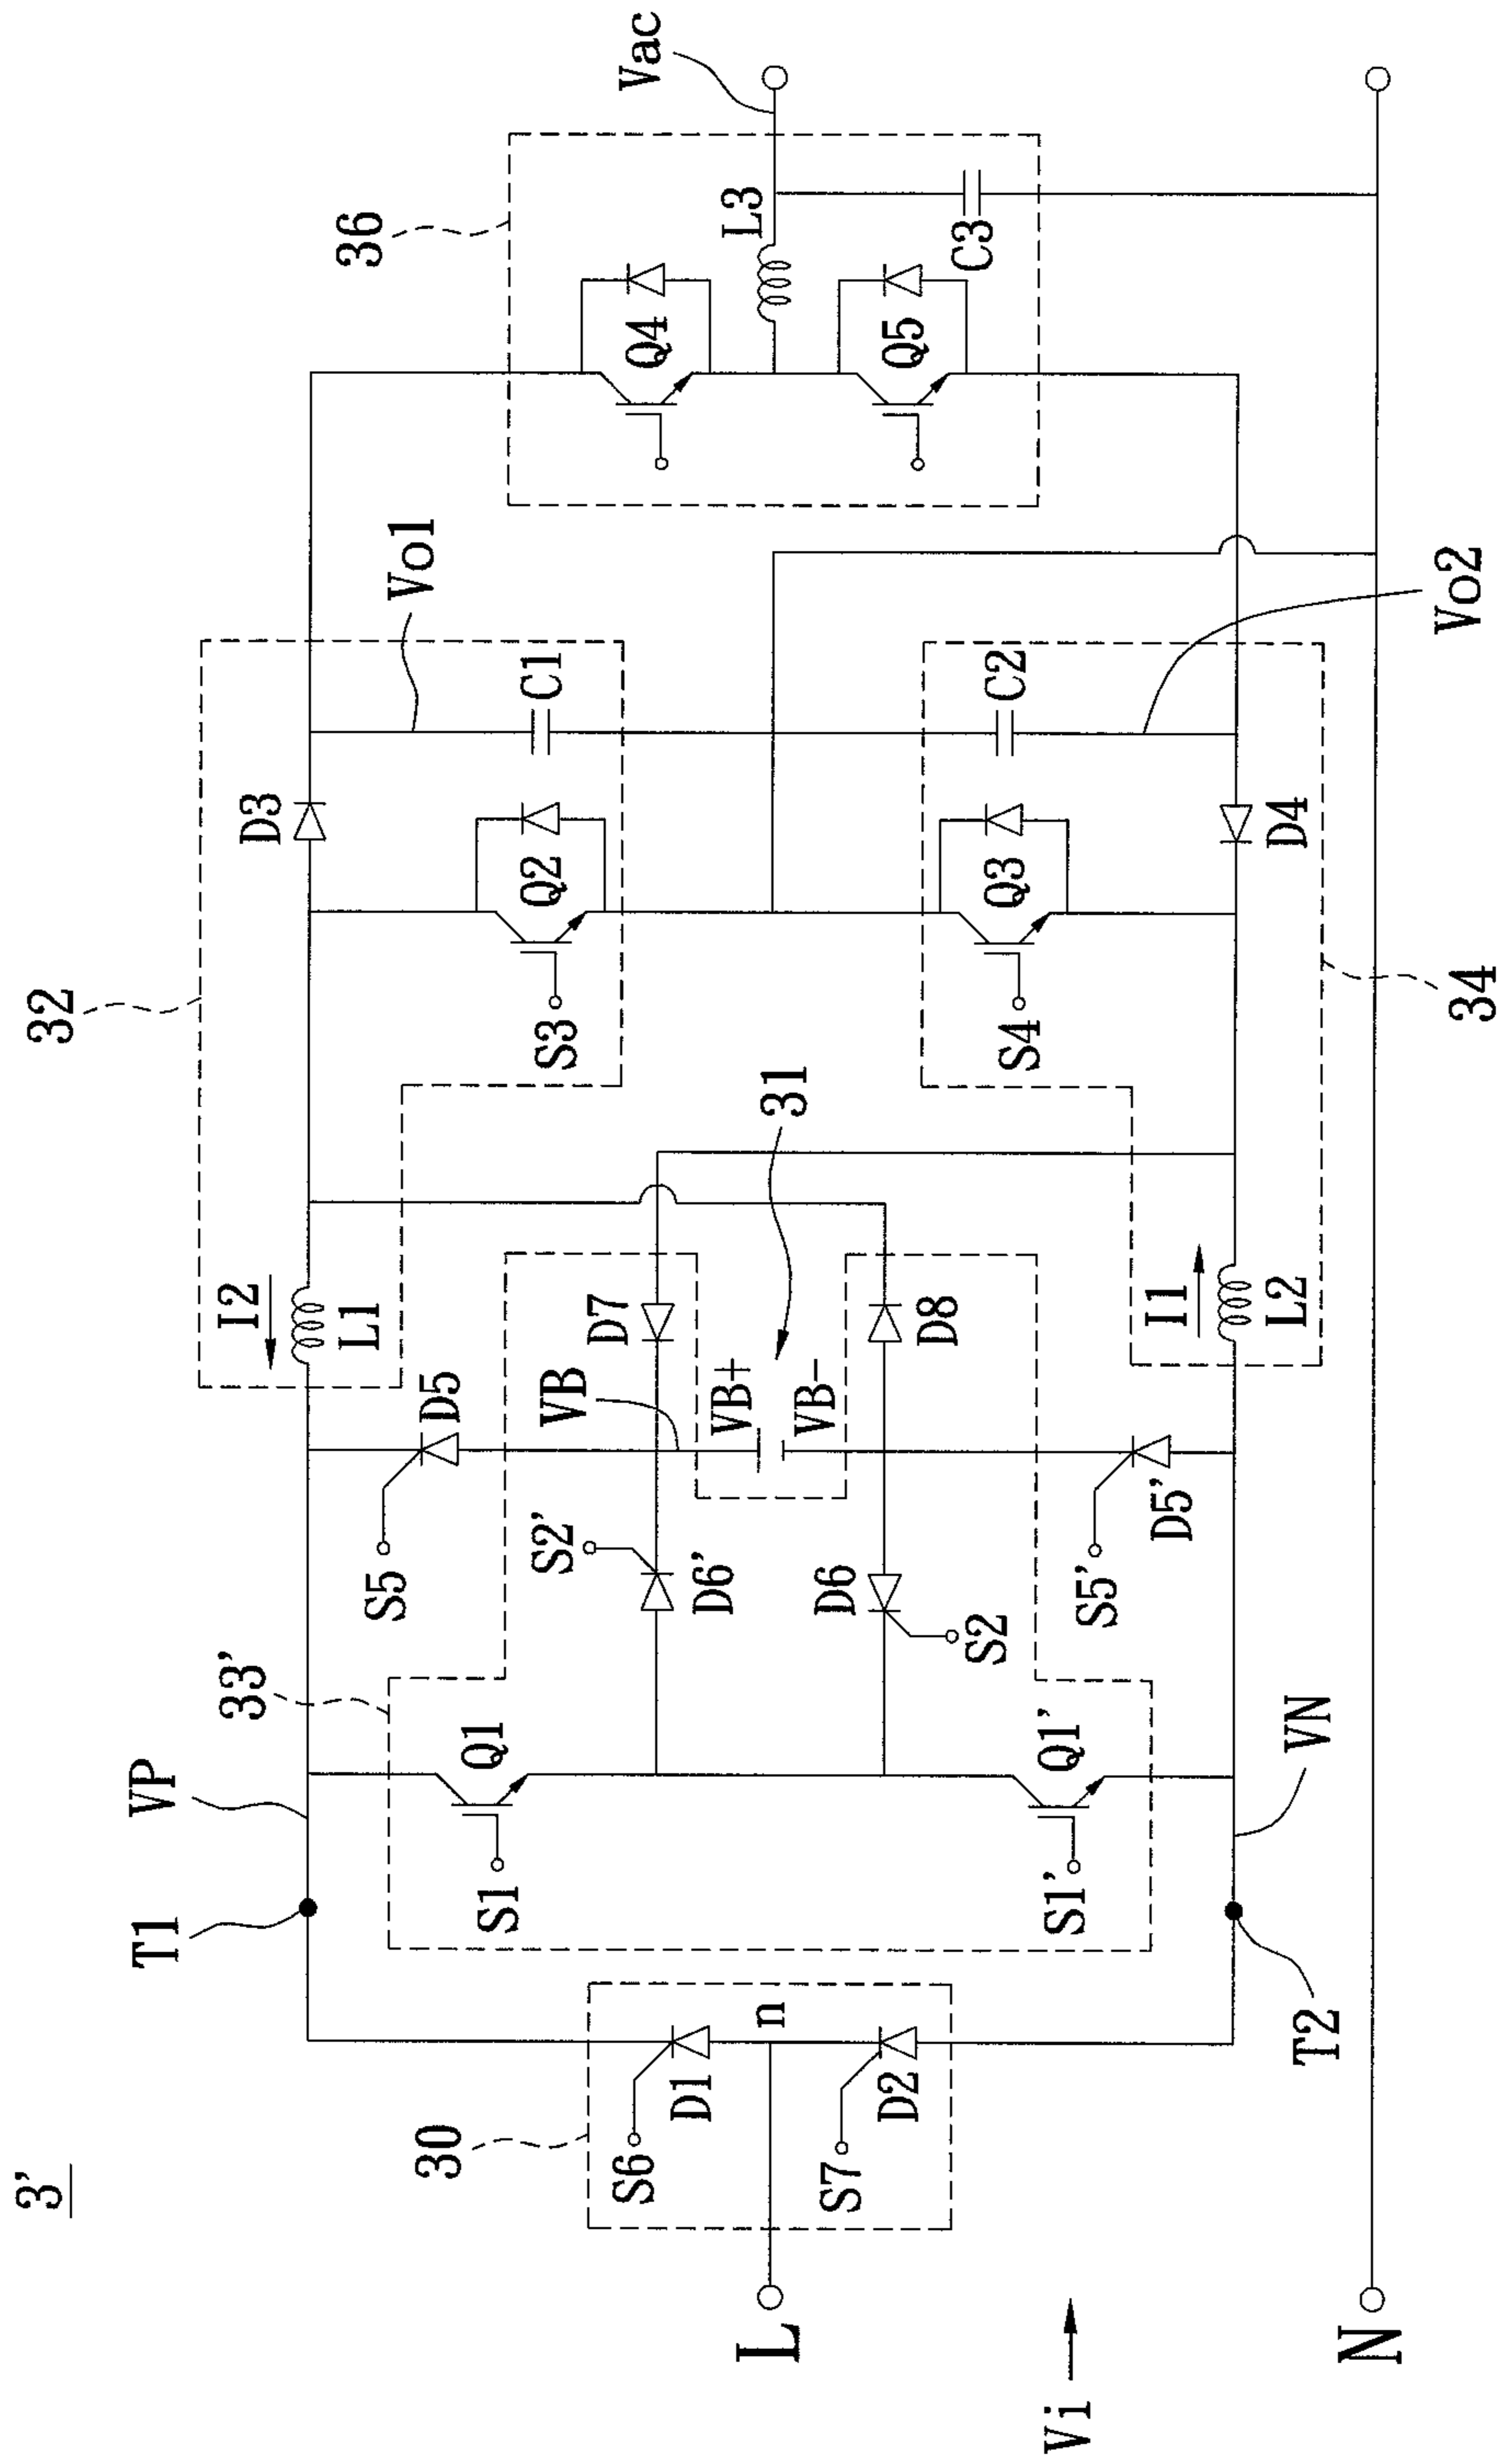 3'
32
36
Vac
33'
VP
T1
I2
L1
D3
Vo1
Q4
L3
C3
Q5
S5
D5
D7
VB
VB+
31
VB-
D8
S3
Q2
C1
S4
Q3
C2
D4
34
Vo2
Q1
S1
S2'
D6'
D6
S2
S5'
D5'
I1
L2
Q1'
S1'
VN
T2
30
S6
D1
n
S7
D2
L
Vi
N